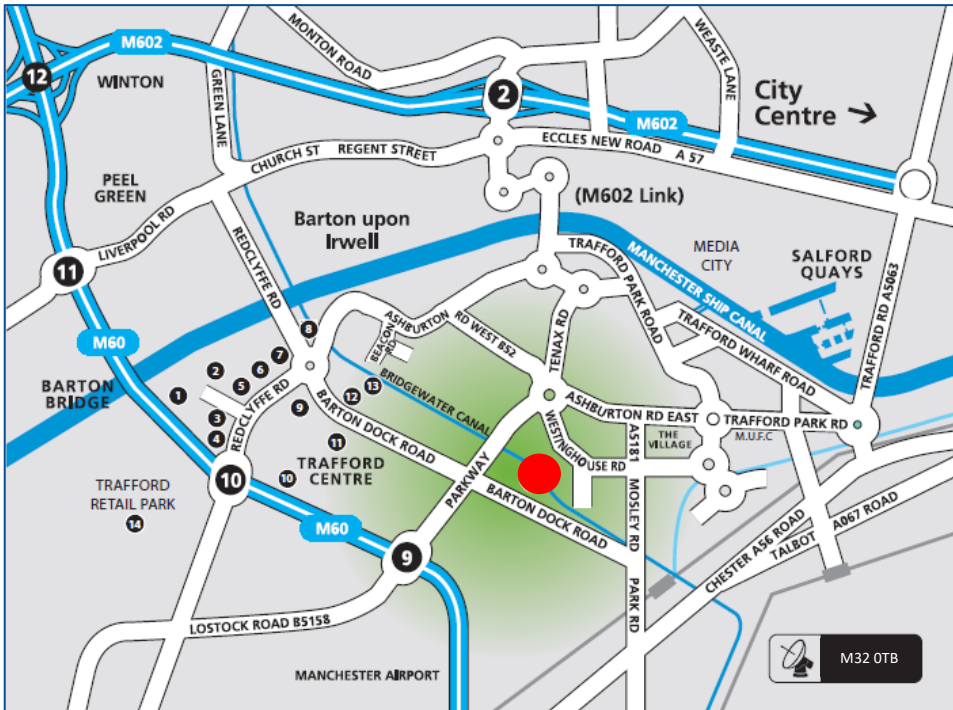 M602
12
WINTON
MONTON ROAD
GREEN LANE
2
WEASTE LANE
City
Centre →
M602
ECCLES NEW ROAD A 57
CHURCH ST REGENT STREET
PEEL
GREEN
(M602 Link)
LIVERPOOL RD
Barton upon
Irwell
REDCLYFFE RD
11
TRAFFORD PARK ROAD
MANCHESTER SHIP CANAL
MEDIA
CITY
SALFORD
QUAYS
TRAFFORD RD A5063
M60
8
ASHBURTON RD WEST B52
BEACON RD
TENAX RD
TRAFFORD WHARF ROAD
7
6
2
5
1
BARTON
BRIDGE
REDCLYFFE RD
13
12
9
BRIDGEWATER CANAL
3
4
BARTON DOCK ROAD
ASHBURTON RD EAST
TRAFFORD PARK RD
A5181
THE
VILLAGE
M.U.F.C
WESTINGHOUSE RD
11
TRAFFORD
CENTRE
10
10
TRAFFORD
RETAIL PARK
14
PARKWAY
BARTON DOCK ROAD
MOSLEY RD
M60
9
CHESTER A56 ROAD
TALBOT A067 ROAD
PARK RD
LOSTOCK ROAD B5158
MANCHESTER AIRPORT
M32 0TB